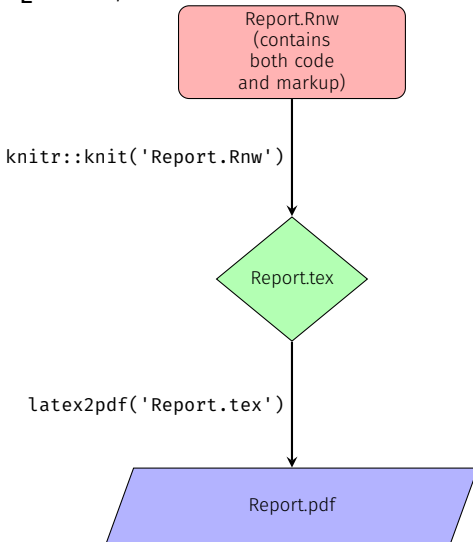 Report.Rnw
(contains
both code
and markup)
knitr::knit('Report.Rnw')
Report.tex
latex2pdf('Report.tex')
Report.pdf